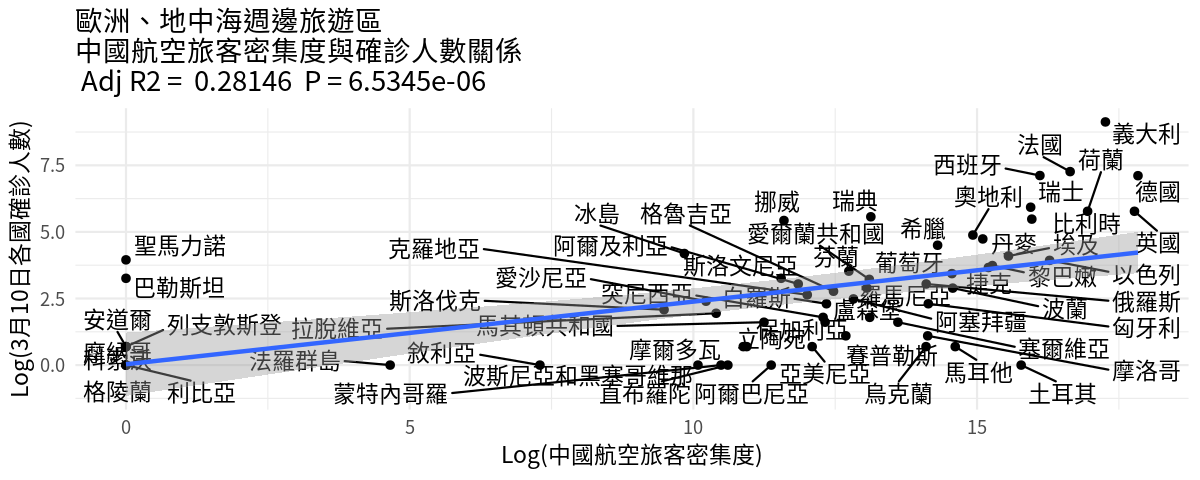 歐洲、地中海週邊旅遊區
中國航空旅客密集度與確診人數關係
Adj R2 = 0.28146 P = 6.5345e-06
Log(3月10日各國確診人數)
7.5
5.0
2.5
0.0
義大利
法國
荷蘭
西班牙
瑞士
德國
奧地利
挪威
瑞典
比利時
冰島
格魯吉亞
希臘
愛爾蘭共和國
英國
聖馬力諾
克羅地亞
阿爾及利亞
丹麥
埃及
芬蘭
葡萄牙
斯洛文尼亞
愛沙尼亞
黎巴嫩
以色列
巴勒斯坦
捷克
突尼西亞
白羅斯
羅馬尼亞
俄羅斯
斯洛伐克
波蘭
盧森堡
安道爾
列支敦斯登
拉脫維亞
馬其頓共和國
保加利亞
阿塞拜疆
匈牙利
立陶宛
塞爾維亞
摩爾多瓦
敘利亞
賽普勒斯
法羅群島
摩洛哥
波斯尼亞和黑塞哥維那
亞美尼亞
馬耳他
格陵蘭
利比亞
蒙特內哥羅
直布羅陀
阿爾巴尼亞
烏克蘭
土耳其
0
5
10
15
Log(中國航空旅客密集度)